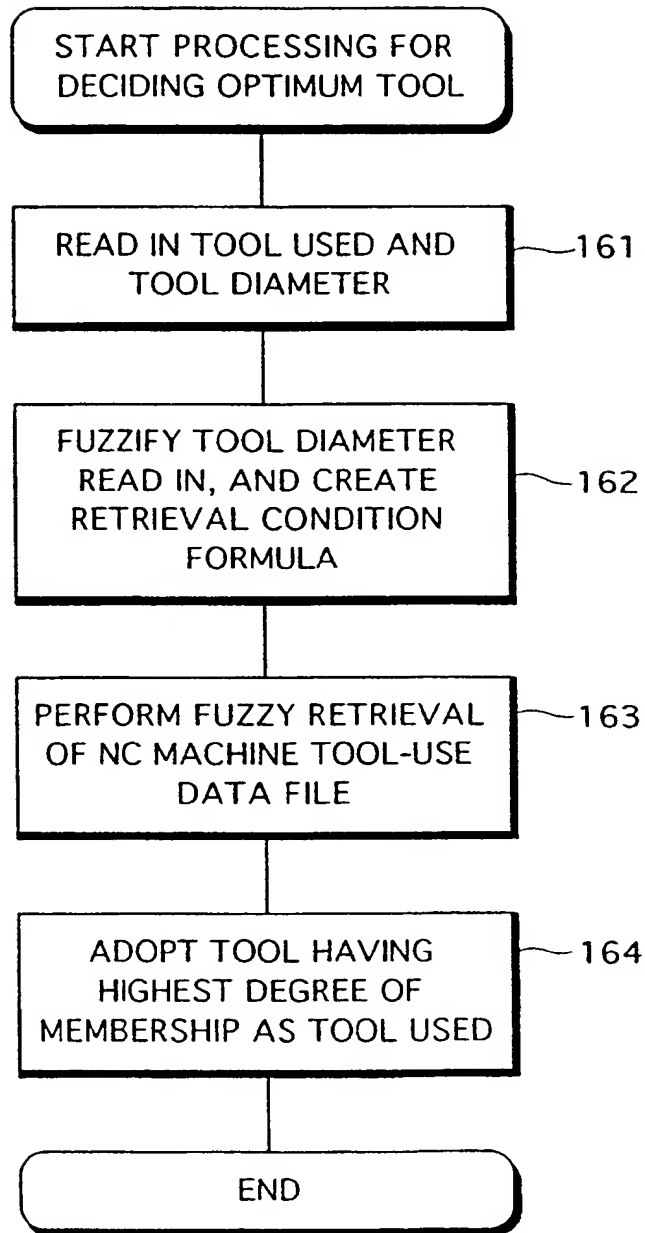 START PROCESSING FOR
DECIDING OPTIMUM TOOL
READ IN TOOL USED AND
TOOL DIAMETER
161
FUZZIFY TOOL DIAMETER
READ IN, AND CREATE
RETRIEVAL CONDITION
FORMULA
162
PERFORM FUZZY RETRIEVAL
OF NC MACHINE TOOL-USE
DATA FILE
163
ADOPT TOOL HAVING
HIGHEST DEGREE OF
MEMBERSHIP AS TOOL USED
164
END